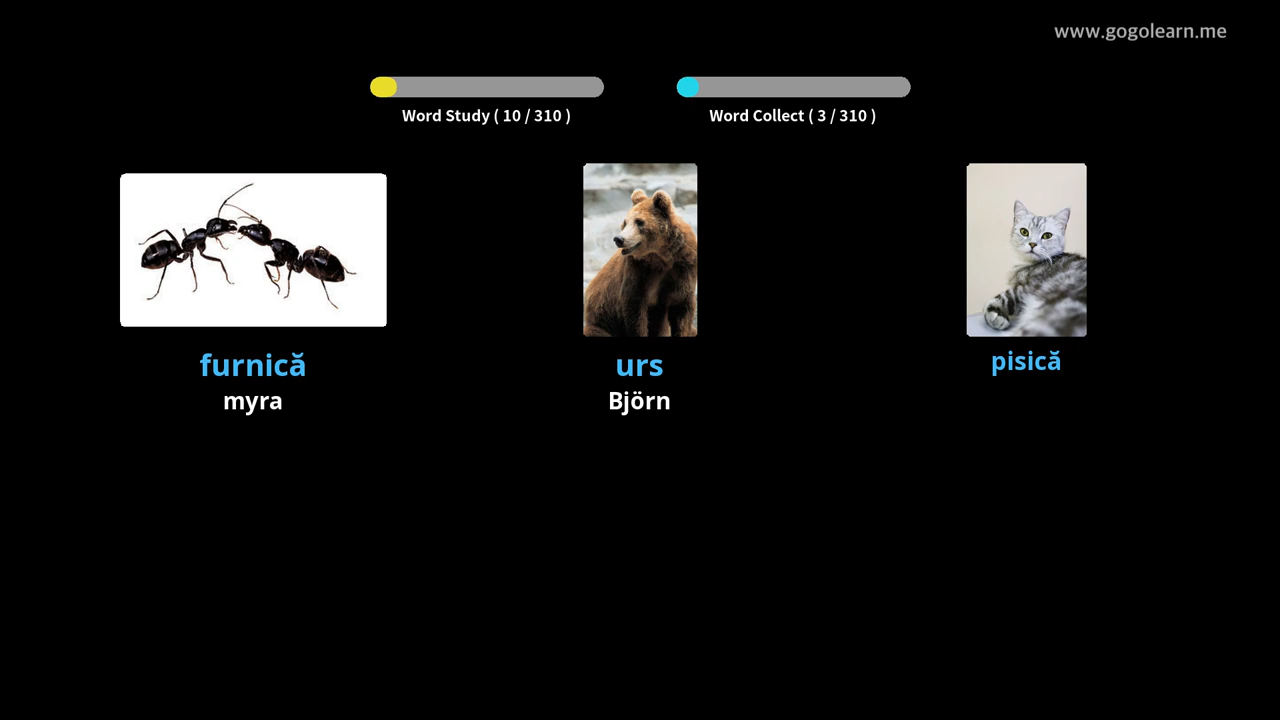 www.gogolearn.me
Word Study ( 10 / 310 )
Word Collect ( 3 / 310 )
furnică
myra
urs
Björn
pisică